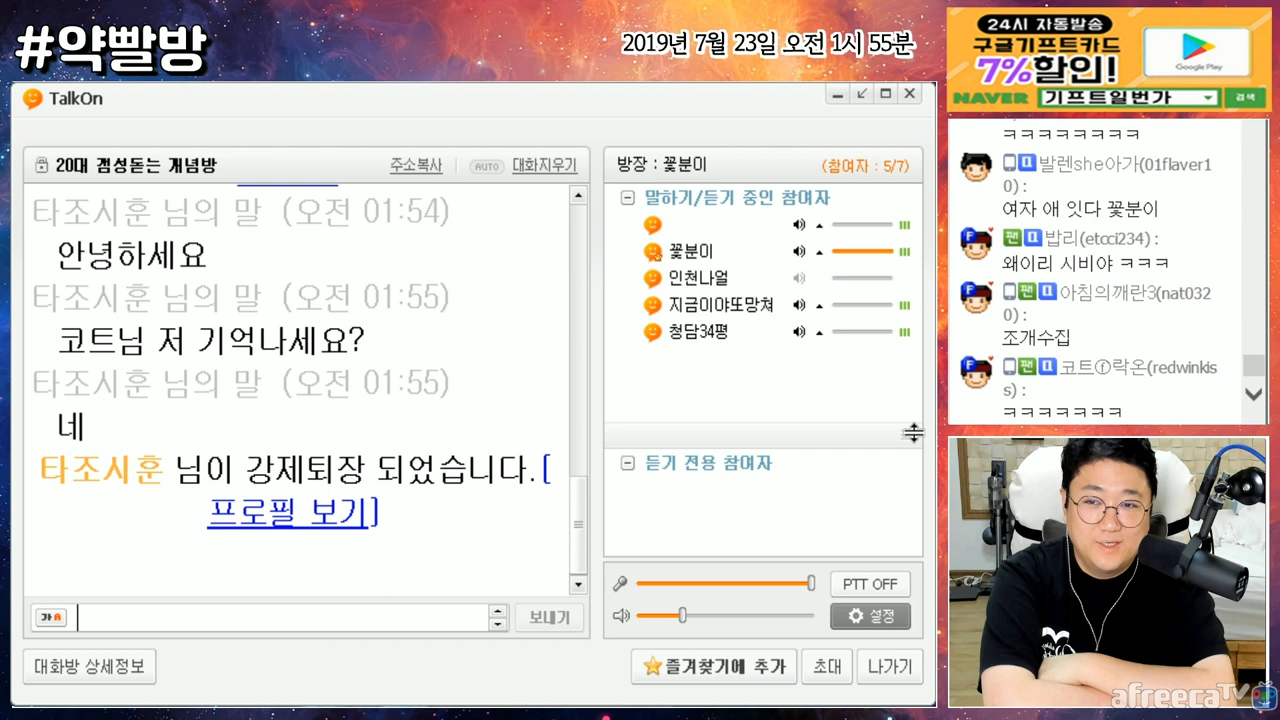 #약빨방
2019년 7월 23일 오전 1시 55분
24시 자동발송
구글기프트카드
7%할인!
Google Play
NAVER 기프트일번가 검색
TalkOn
20대 겜성돋는 개념방
주소복사
AUTO
대화지우기
타조시훈 님의 말 (오전 01:54)
안녕하세요
타조시훈 님의 말 (오전 01:55)
코트님 저 기억나세요?
타조시훈 님의 말 (오전 01:55)
네
타조시훈 님이 강제퇴장 되었습니다.[
프로필 보기]
가
보내기
대화방 상세정보
방장 : 꽃분이
(참여자 : 5/7)
말하기/듣기 중인 참여자
꽃분이
인천나얼
지금이야또망쳐
청담34평
듣기 전용 참여자
PTT OFF
설정
즐겨찾기에 추가
초대
나가기
ㅋㅋㅋㅋㅋㅋㅋㅋ
발렌she아가(01flaver1
0) :
여자 애 잇다 꽃분이
팬 밥리(etcci234) :
왜이리 시비야 ㅋㅋㅋ
팬 아침의깨란3(nat032
0) :
조개수집
팬 코트ⓕ락온(redwinkis
s) :
ㅋㅋㅋㅋㅋㅋㅋ
afreecaTV